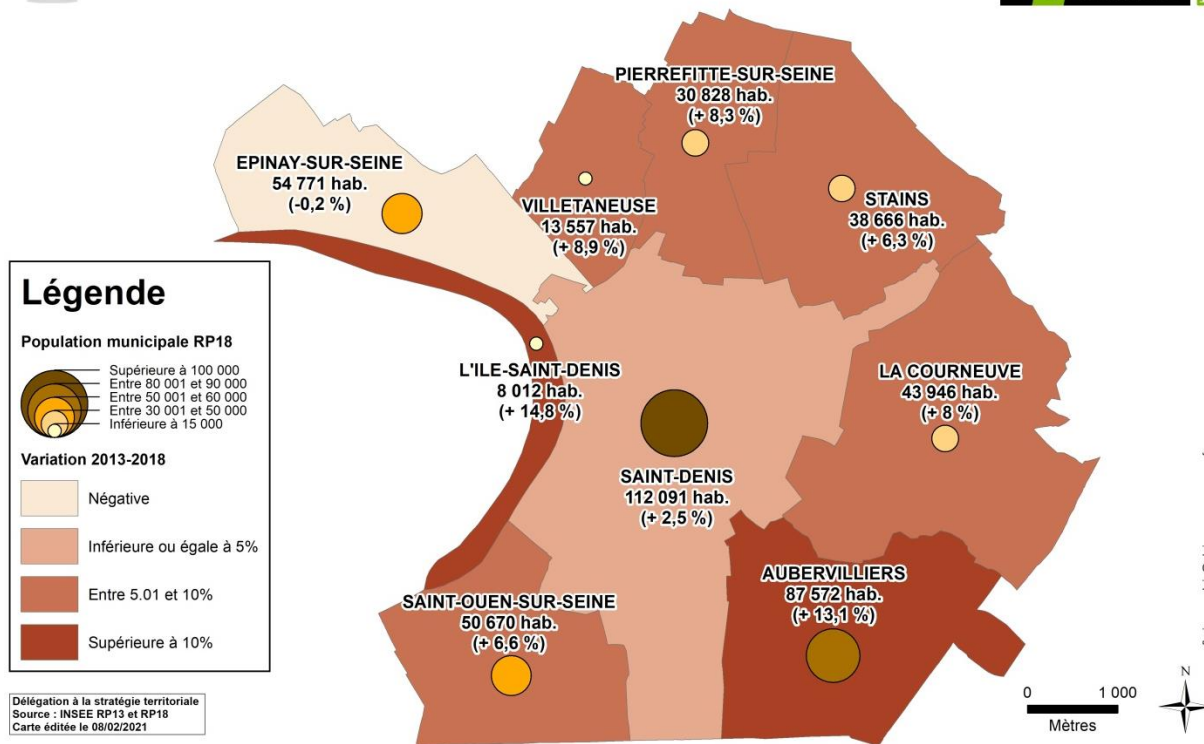 PIERREFITTE-SUR-SEINE
30 828 hab.
(+ 8,3 %)
EPINAY-SUR-SEINE
54 771 hab.
(-0,2 %)
VILLETANEUSE
13 557 hab.
(+ 8,9 %)
STAINS
38 666 hab.
(+ 6,3 %)
L'ILE-SAINT-DENIS
8 012 hab.
(+ 14,8 %)
LA COURNEUVE
43 946 hab.
(+ 8 %)
SAINT-DENIS
112 091 hab.
(+ 2,5 %)
AUBERVILLIERS
87 572 hab.
(+ 13,1 %)
SAINT-OUEN-SUR-SEINE
50 670 hab.
(+ 6,6 %)
Légende
Population municipale RP18
Supérieure à 100 000
Entre 80 001 et 90 000
Entre 50 001 et 60 000
Entre 30 001 et 50 000
Inférieure à 15 000
Variation 2013-2018
Négative
Inférieure ou égale à 5%
Entre 5.01 et 10%
Supérieure à 10%
Délégation à la stratégie territoriale
Source : INSEE RP13 et RP18
Carte éditée le 08/02/2021
0 1 000
Mètres
N